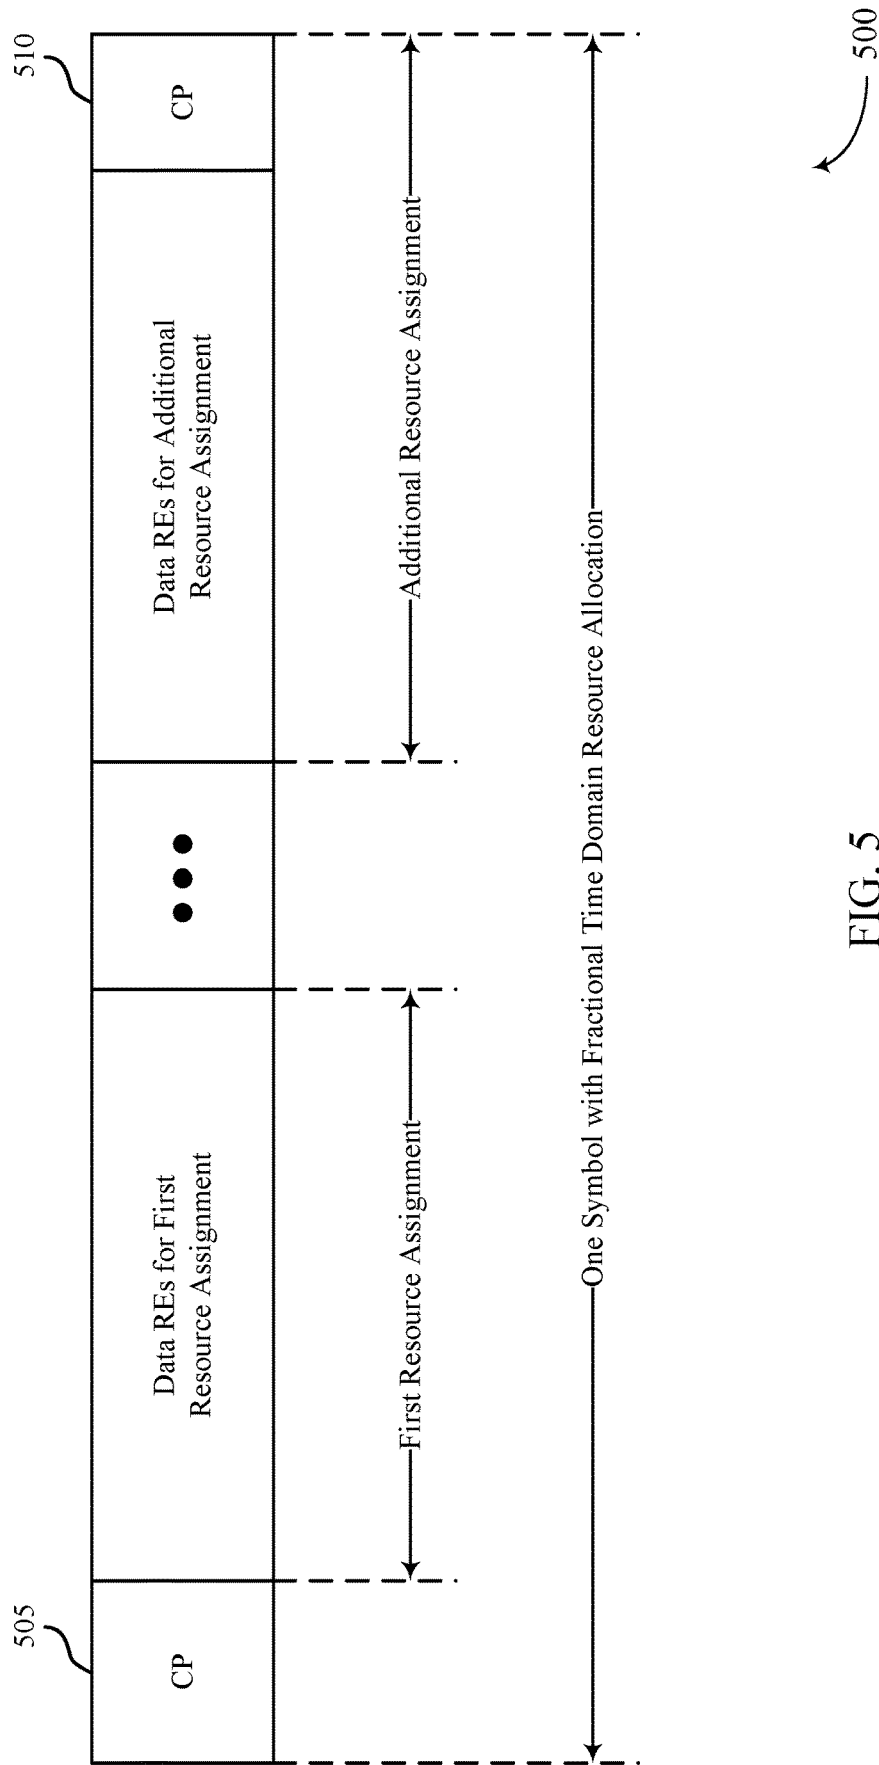 505
510
CP
Data REs for First
Resource Assignment
Data REs for Additional
Resource Assignment
CP
First Resource Assignment
Additional Resource Assignment
One Symbol with Fractional Time Domain Resource Allocation
500
FIG. 5